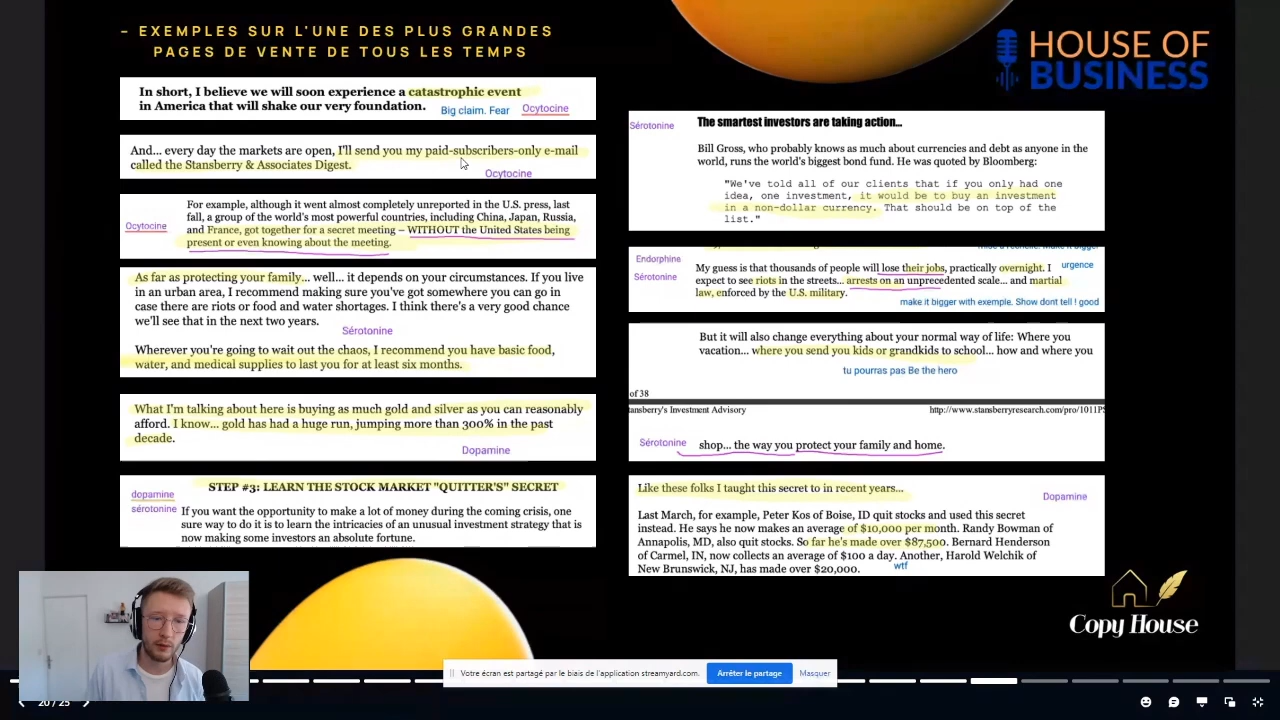 – EXEMPLES SUR L'UNE DES PLUS GRANDES
PAGES DE VENTE DE TOUS LES TEMPS
HOUSE OF
BUSINESS
In short, I believe we will soon experience a catastrophic event
in America that will shake our very foundation.
Big claim. Fear
Ocytocine
And... every day the markets are open, I'll send you my paid-subscribers-only e-mail
called the Stansberry & Associates Digest.
Ocytocine
For example, although it went almost completely unreported in the U.S. press, last
fall, a group of the world's most powerful countries, including China, Japan, Russia,
Ocytocine
and France, got together for a secret meeting – WITHOUT the United States being
present or even knowing about the meeting.
As far as protecting your family... well... it depends on your circumstances. If you live
in an urban area, I recommend making sure you've got somewhere you can go in
case there are riots or food and water shortages. I think there's a very good chance
we'll see that in the next two years.
Sérotonine
Wherever you're going to wait out the chaos, I recommend you have basic food,
water, and medical supplies to last you for at least six months.
What I'm talking about here is buying as much gold and silver as you can reasonably
afford. I know... gold has had a huge run, jumping more than 300% in the past
decade.
Dopamine
dopamine
STEP #3: LEARN THE STOCK MARKET "QUITTER'S" SECRET
sérotonine
If you want the opportunity to make a lot of money during the coming crisis, one
sure way to do it is to learn the intricacies of an unusual investment strategy that is
now making some investors an absolute fortune.
Sérotonine
The smartest investors are taking action...
Bill Gross, who probably knows as much about currencies and debt as anyone in the
world, runs the world's biggest bond fund. He was quoted by Bloomberg:
"We've told all of our clients that if you only had one
idea, one investment, it would be to buy an investment
in a non-dollar currency. That should be on top of the
list."
Endorphine
Sérotonine
My guess is that thousands of people will lose their jobs, practically overnight. I
urgence
expect to see riots in the streets... arrests on an unprecedented scale... and martial
law, enforced by the U.S. military.
make it bigger with exemple. Show dont tell ! good
But it will also change everything about your normal way of life: Where you
vacation... where you send you kids or grandkids to school... how and where you
tu pourras pas Be the hero
of 38
tansberry's Investment Advisory
http://www.stansberryresearch.com/pro/1011P
Sérotonine
shop... the way you protect your family and home.
Like these folks I taught this secret to in recent years...
Dopamine
Last March, for example, Peter Kos of Boise, ID quit stocks and used this secret
instead. He says he now makes an average of $10,000 per month. Randy Bowman of
Annapolis, MD, also quit stocks. So far he's made over $87,500. Bernard Henderson
of Carmel, IN, now collects an average of $100 a day. Another, Harold Welchik of
New Brunswick, NJ, has made over $20,000.
wtf
Copy House
Votre écran est partagé par le biais de l'application streamyard.com.
Arrêter le partage
Masquer
20 / 25